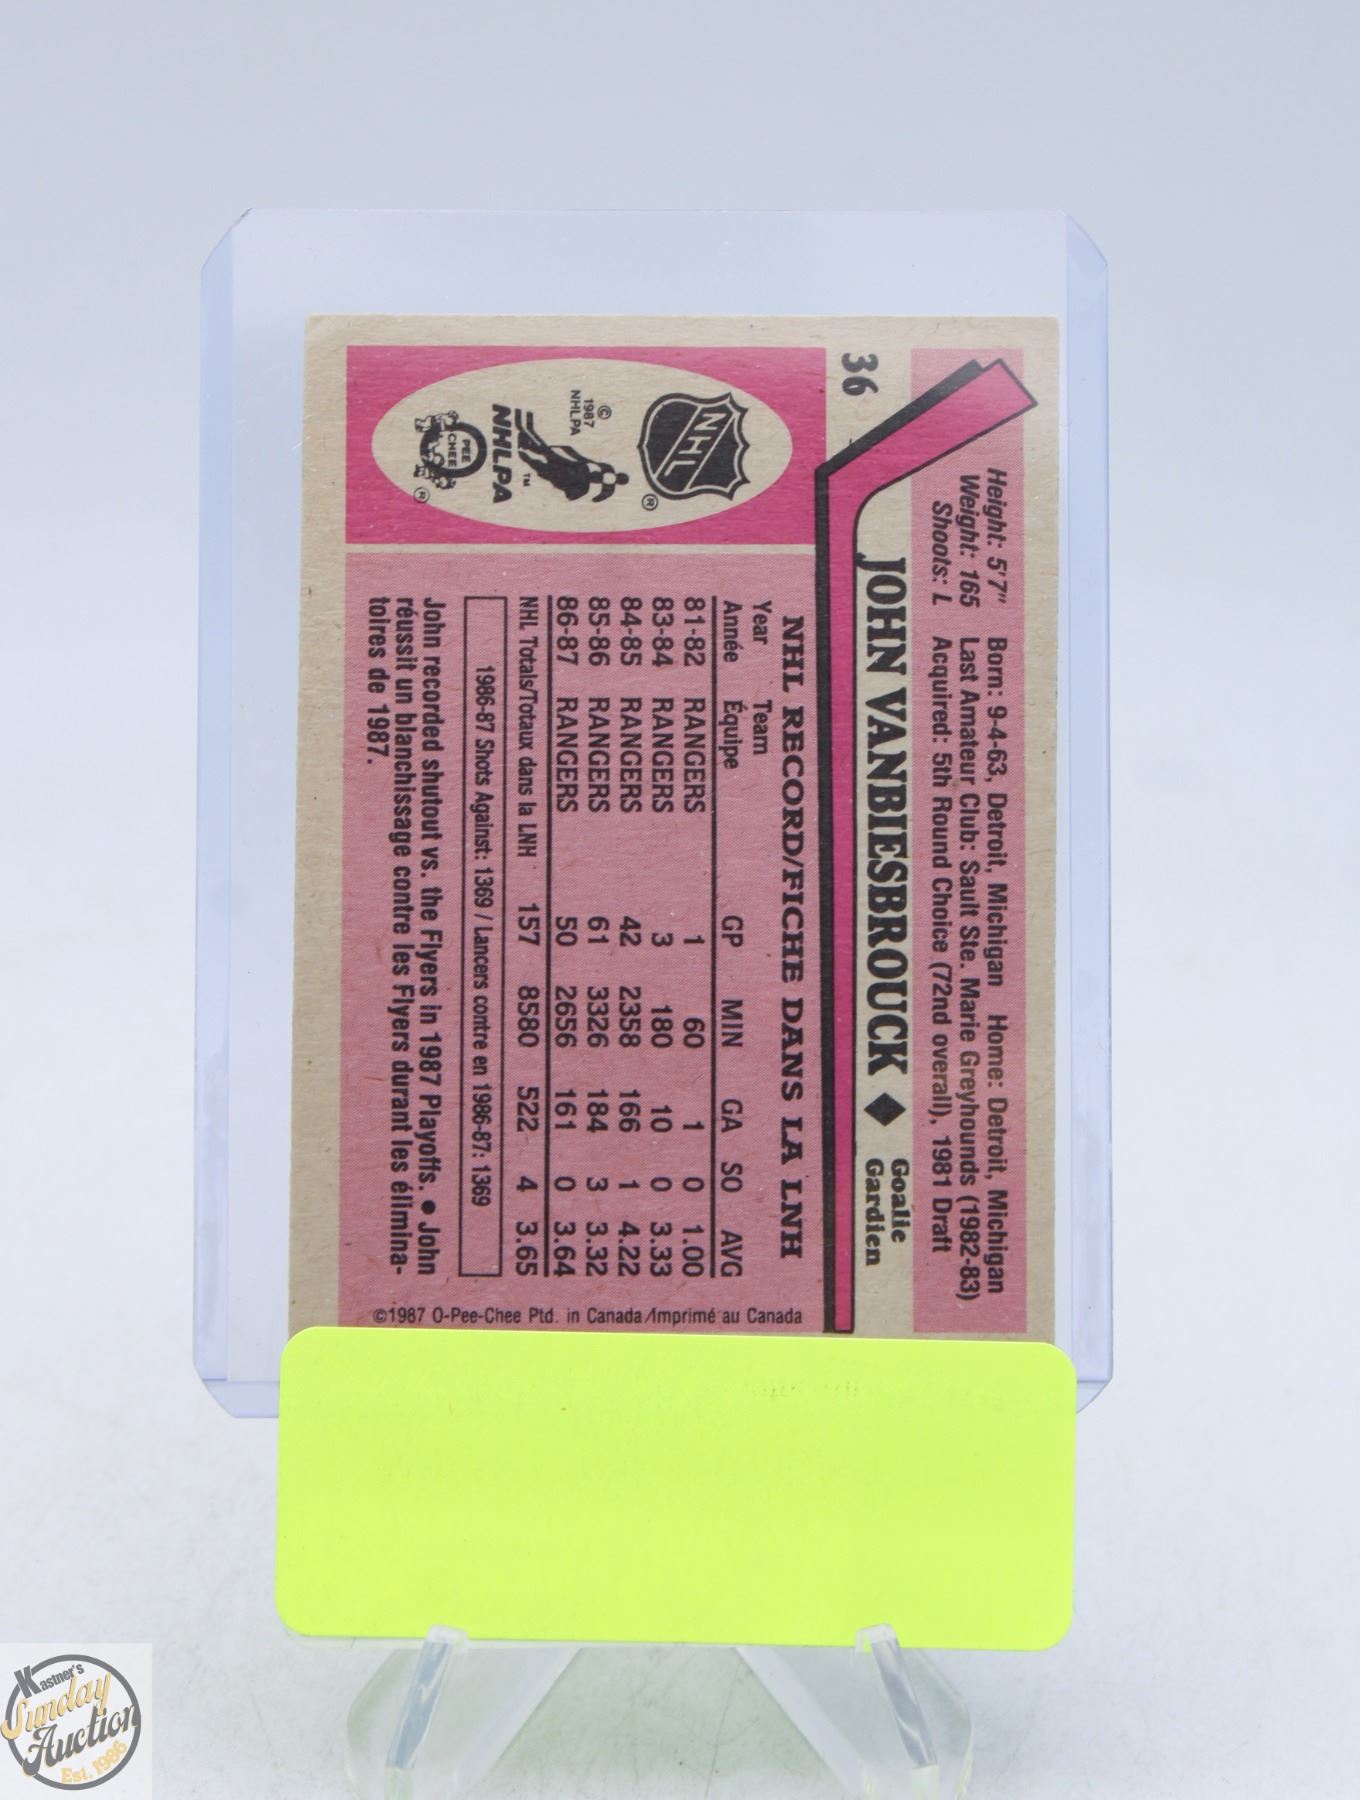 36
JOHN VANBIESBROUCK ◆ Goalie
Gardien
Height: 5'7" Born: 9-4-63, Detroit, Michigan Home: Detroit, Michigan
Weight: 165 Last Amateur Club: Sault Ste. Marie Greyhounds (1982-83)
Shoots: L Acquired: 5th Round Choice (72nd overall), 1981 Draft
NHL
®
© 1987 NHLPA
NHLPA
™
O PEE CHEE
®
NHL RECORD/FICHE DANS LA LNH
Year Team
Année Équipe GP MIN GA SO AVG
81-82 RANGERS 1 60 1 0 1.00
83-84 RANGERS 3 180 10 0 3.33
84-85 RANGERS 42 2358 166 1 4.22
85-86 RANGERS 61 3326 184 3 3.32
86-87 RANGERS 50 2656 161 0 3.64
NHL Totals/Totaux dans la LNH 157 8580 522 4 3.65
1986-87 Shots Against: 1369 / Lancers contre en 1986-87: 1369
John recorded shutout vs. the Flyers in 1987 Playoffs. ● John
réussit un blanchissage contre les Flyers durant les élimina-
toires de 1987.
©1987 O-Pee-Chee Ptd. in Canada/Imprimé au Canada
Kastner's
Sunday
Auction
Est. 1986